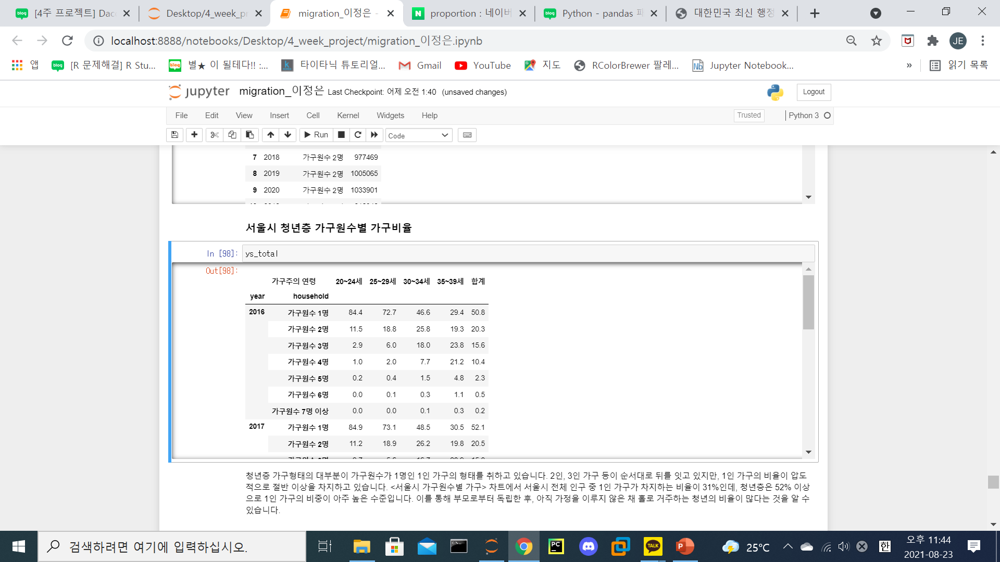 [4주 프로젝트] Dac
Desktop/4_week_pr
migration_이정은 -
proportion : 네이버
Python - pandas 피
대한민국 최신 행정
localhost:8888/notebooks/Desktop/4_week_project/migration_이정은.ipynb
JE
앱
blog
[R 문제해결] R Stu...
blog
별★ 이 될테다!! :...
타이타닉 튜토리얼...
Gmail
YouTube
지도
RColorBrewer 팔레...
Jupyter Notebook...
»
읽기 목록
jupyter migration_이정은 Last Checkpoint: 어제 오전 1:40 (unsaved changes)
Logout
File Edit View Insert Cell Kernel Widgets Help
Trusted
Python 3
Run
Code
7 2018 가구원수 2명 977469
8 2019 가구원수 2명 1005065
9 2020 가구원수 2명 1033901
서울시 청년층 가구원수별 가구비율
In [98]: ys_total
Out[98]:
가구주의 연령 20~24세 25~29세 30~34세 35~39세 합계
year household
2016 가구원수 1명 84.4 72.7 46.6 29.4 50.8
가구원수 2명 11.5 18.8 25.8 19.3 20.3
가구원수 3명 2.9 6.0 18.0 23.8 15.6
가구원수 4명 1.0 2.0 7.7 21.2 10.4
가구원수 5명 0.2 0.4 1.5 4.8 2.3
가구원수 6명 0.0 0.1 0.3 1.1 0.5
가구원수 7명 이상 0.0 0.0 0.1 0.3 0.2
2017 가구원수 1명 84.9 73.1 48.5 30.5 52.1
가구원수 2명 11.2 18.9 26.2 19.8 20.5
청년층 가구형태의 대부분이 가구원수가 1명인 1인 가구의 형태를 취하고 있습니다. 2인, 3인 가구 등이 순서대로 뒤를 잇고 있지만, 1인 가구의 비율이 압도
적으로 절반 이상을 차지하고 있습니다. <서울시 가구원수별 가구> 차트에서 서울시 전체 인구 중 1인 가구가 차지하는 비율이 31%인데, 청년층은 52% 이상
으로 1인 가구의 비중이 아주 높은 수준입니다. 이를 통해 부모로부터 독립한 후, 아직 가정을 이루지 않은 채 홀로 거주하는 청년의 비율이 많다는 것을 알 수
있습니다.
검색하려면 여기에 입력하십시오.
PC
TALK
25℃
한
오후 11:44
2021-08-23